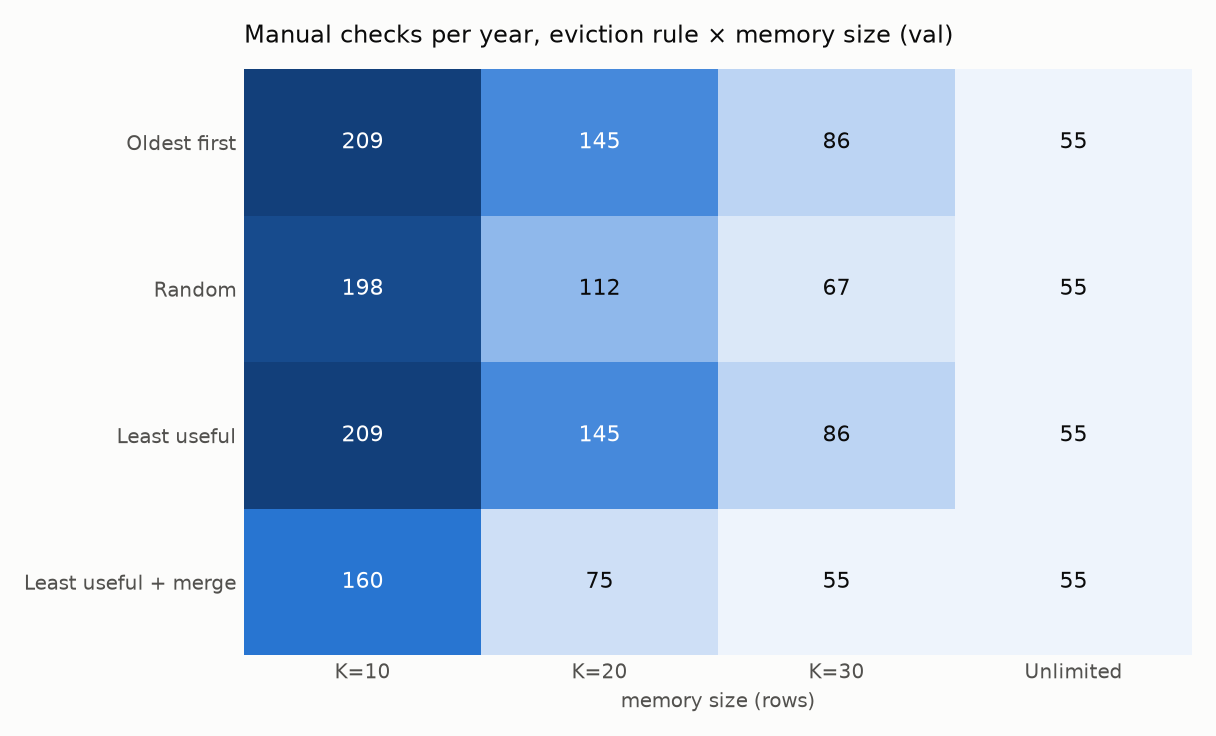 Manual checks per year, eviction rule × memory size (val)
Oldest first 209 145 86 55
Random 198 112 67 55
Least useful 209 145 86 55
Least useful + merge 160 75 55 55
K=10 K=20 K=30 Unlimited
memory size (rows)